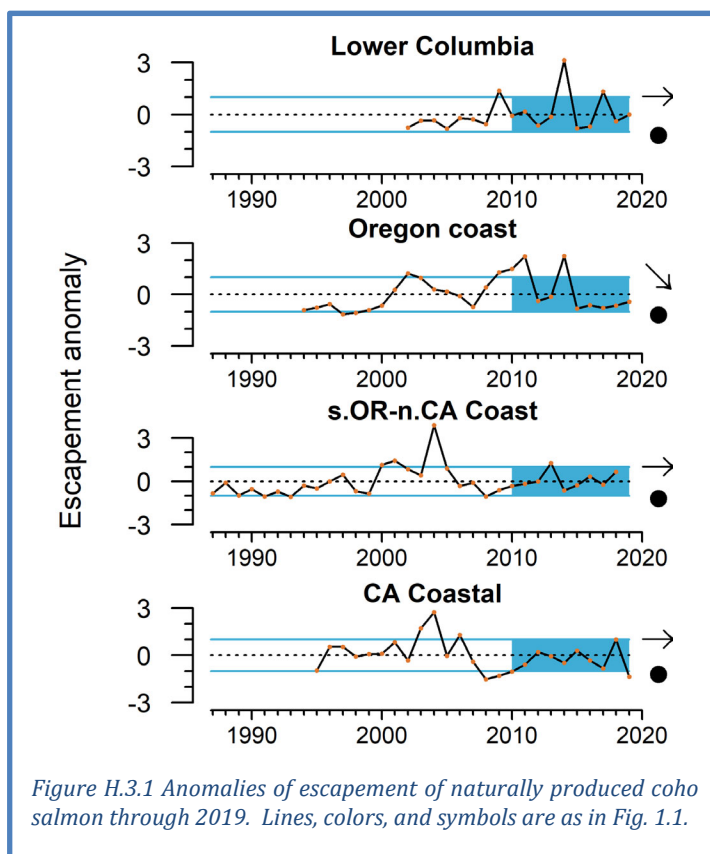 Lower Columbia
3
0
-3
1990 2000 2010 2020
Oregon coast
3
0
-3
1990 2000 2010 2020
s.OR-n.CA Coast
3
0
-3
1990 2000 2010 2020
CA Coastal
3
0
-3
1990 2000 2010 2020
Escapement anomaly
Figure H.3.1 Anomalies of escapement of naturally produced coho
salmon through 2019. Lines, colors, and symbols are as in Fig. 1.1.